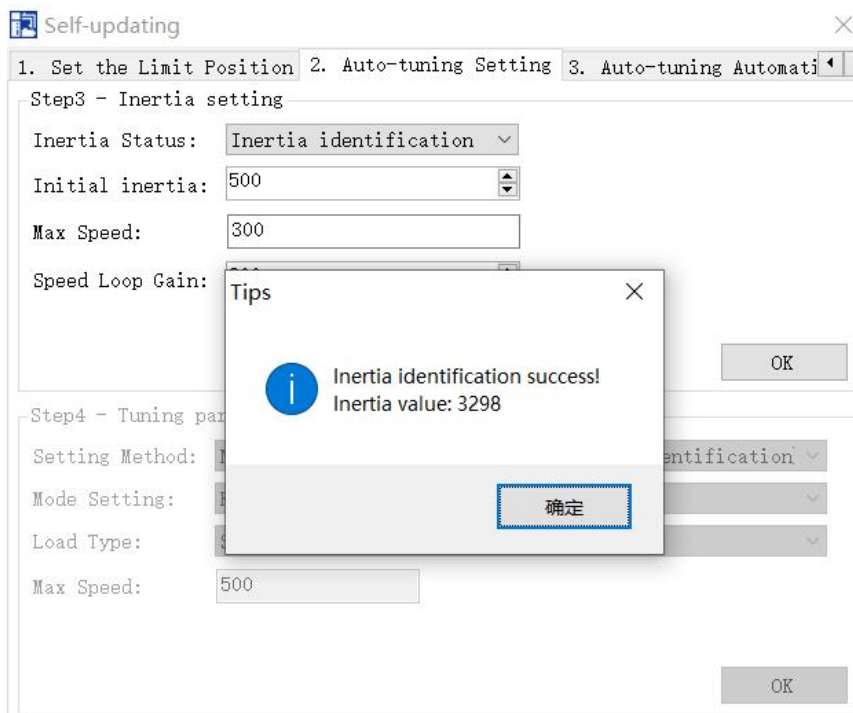 Self-updating
1. Set the Limit Position 2. Auto-tuning Setting 3. Auto-tuning Automati
Step3 - Inertia setting
Inertia Status: Inertia identification
Initial inertia: 500
Max Speed: 300
Speed Loop Gain:
Tips
Inertia identification success!
Inertia value: 3298
确定
OK
Step4 - Tuning par
Setting Method: entification
Mode Setting:
Load Type:
Max Speed: 500
OK